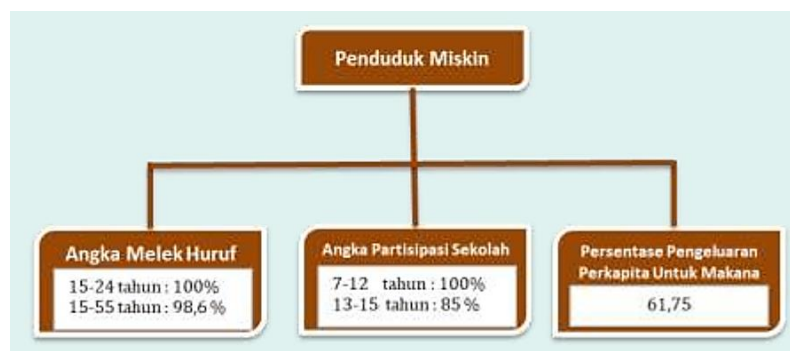 Penduduk Miskin
Angka Melek Huruf
15-24 tahun : 100%
15-55 tahun : 98,6 %
Angka Partisipasi Sekolah
7-12 tahun : 100%
13-15 tahun : 85 %
Persentase Pengeluaran
Perkapita Untuk Makana
61,75